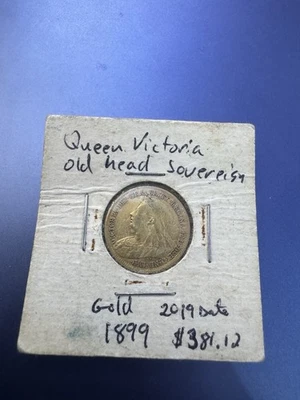 Queen Victoria
old head Sovereign
Gold 2019 Date
1899 $381.12